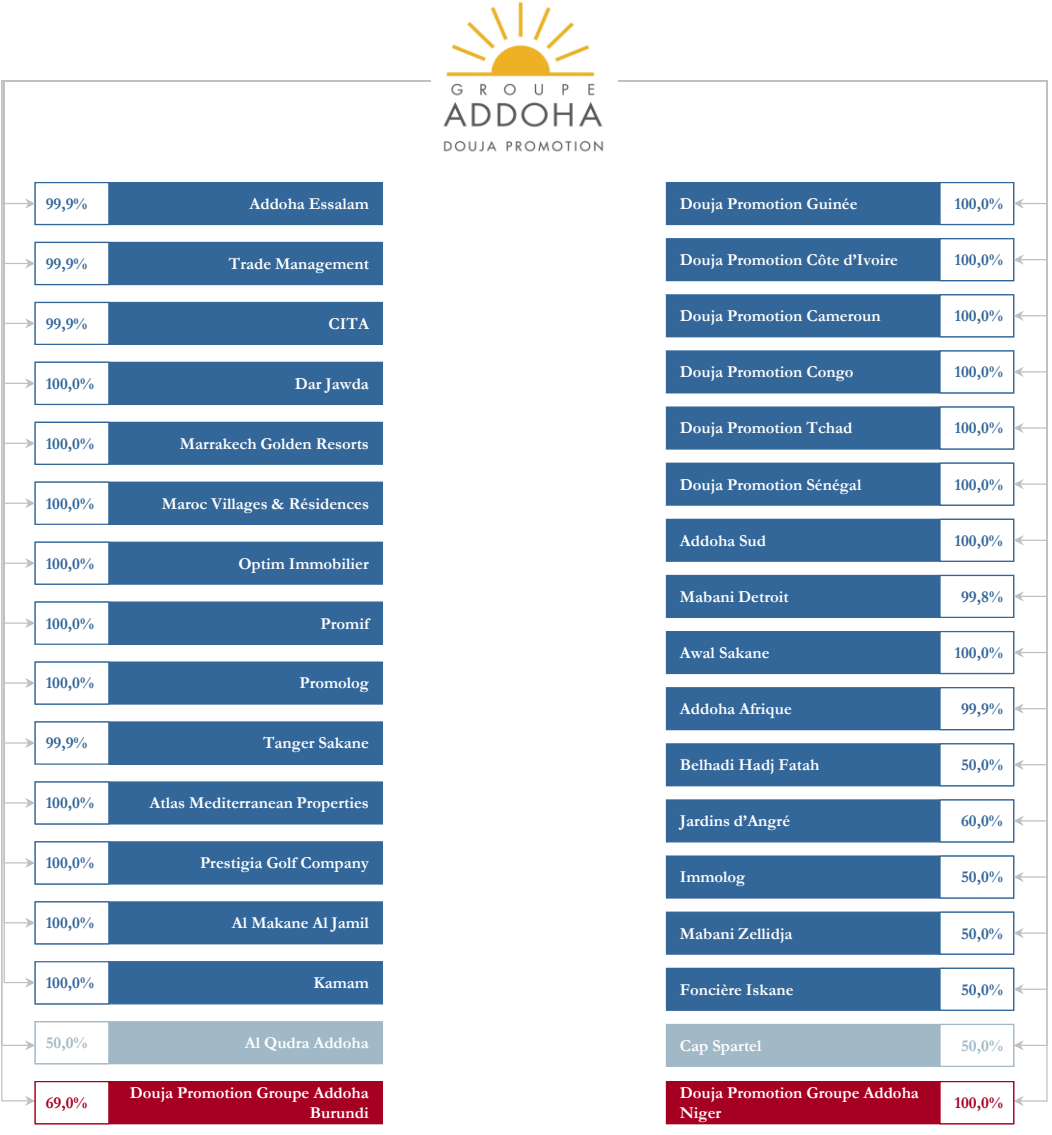 GROUPE
ADDOHA
DOUJA PROMOTION
99,9% Addoha Essalam
99,9% Trade Management
99,9% CITA
100,0% Dar Jawda
100,0% Marrakech Golden Resorts
100,0% Maroc Villages & Résidences
100,0% Optim Immobilier
100,0% Promif
100,0% Promolog
99,9% Tanger Sakane
100,0% Atlas Mediterranean Properties
100,0% Prestigia Golf Company
100,0% Al Makane Al Jamil
100,0% Kamam
50,0% Al Qudra Addoha
69,0% Douja Promotion Groupe Addoha
Burundi
Douja Promotion Guinée 100,0%
Douja Promotion Côte d’Ivoire 100,0%
Douja Promotion Cameroun 100,0%
Douja Promotion Congo 100,0%
Douja Promotion Tchad 100,0%
Douja Promotion Sénégal 100,0%
Addoha Sud 100,0%
Mabani Detroit 99,8%
Awal Sakane 100,0%
Addoha Afrique 99,9%
Belhadi Hadj Fatah 50,0%
Jardins d’Angré 60,0%
Immolog 50,0%
Mabani Zellidja 50,0%
Foncière Iskane 50,0%
Cap Spartel 50,0%
Douja Promotion Groupe Addoha
Niger 100,0%